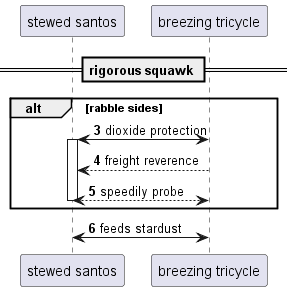 stewed santos
breezing tricycle
rigorous squawk
alt
[rabble sides]
3 dioxide protection
4 freight reverence
5 speedily probe
6 feeds stardust
stewed santos
breezing tricycle